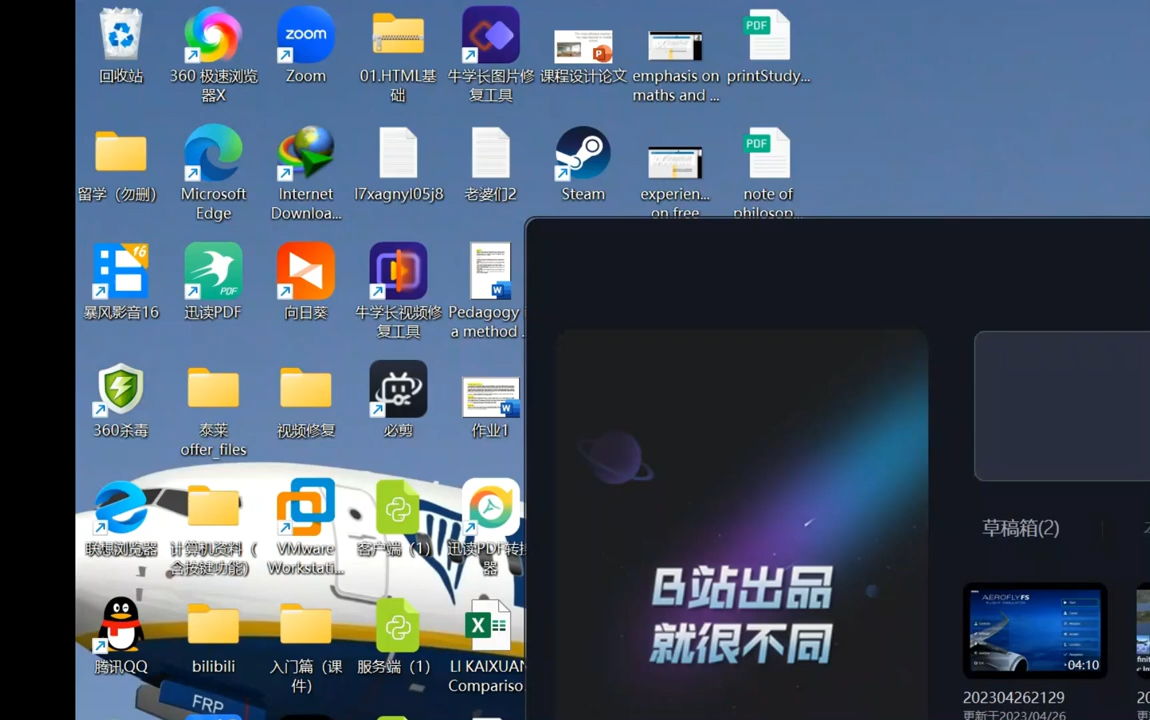 zoom
PDF
PDF
回收站
360 极速浏览
器X
Zoom
01.HTML基
础
牛学长图片修
复工具
课程设计论文
emphasis on
maths and ...
printStudy...
留学（勿删）
Microsoft
Edge
Internet
Downloa...
l7xagnyl05j8
老婆们2
Steam
experien...
on free
note of
philosop...
16
PDF
暴风影音16
迅读PDF
向日葵
牛学长视频修
复工具
Pedagogy
a method
360杀毒
泰莱
offer_files
视频修复
必剪
作业1
联想浏览器
计算机资料（
含按键功能）
VMware
Workstati...
客户端（1）
迅读PDF转换
器
腾讯QQ
bilibili
入门篇（课
件）
服务端（1）
LI KAIXUAN
Compariso
FRP
B站出品
就很不同
草稿箱(2)
AEROFLY FS
04:10
202304262129
更新于2023/04/26